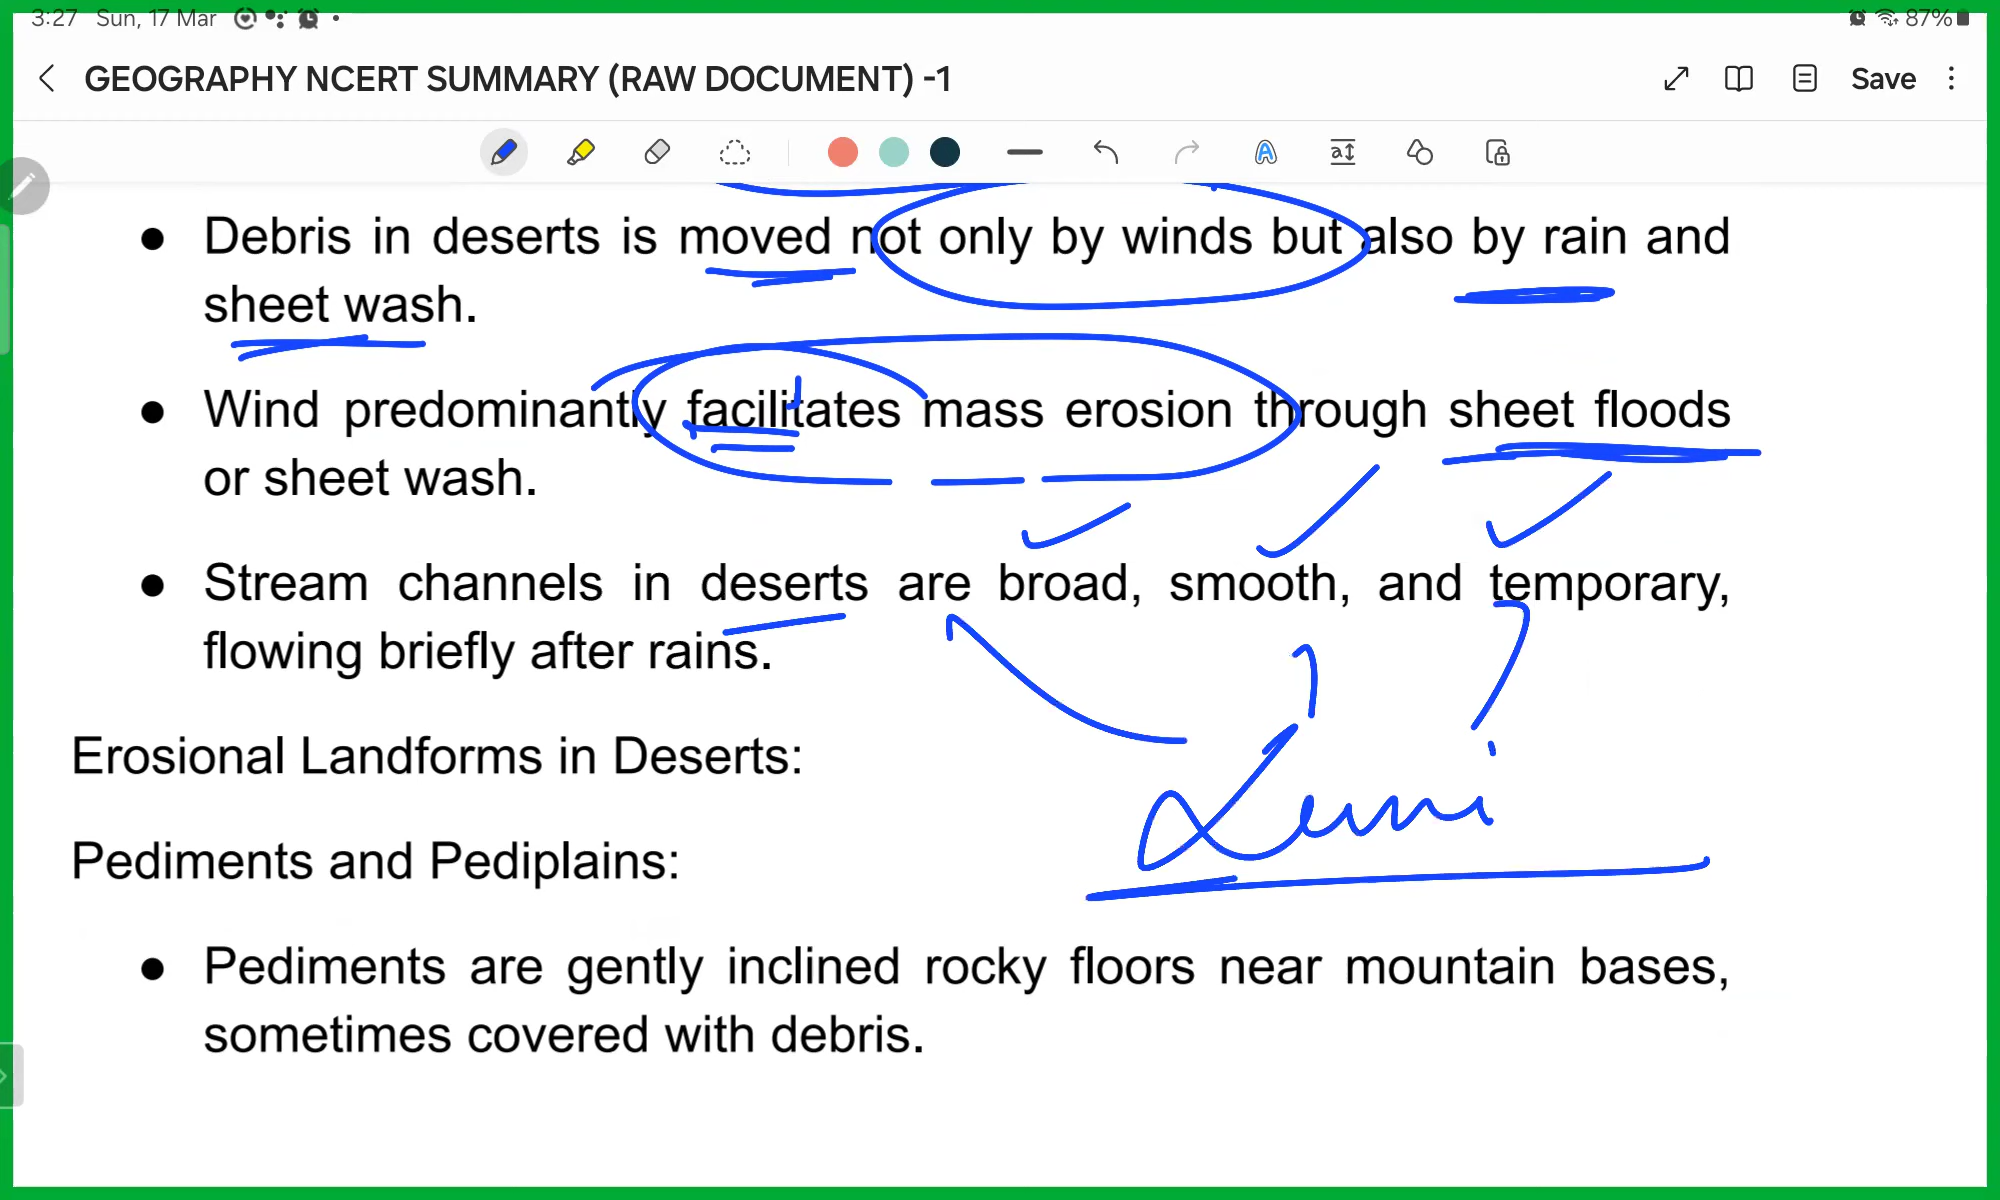 3:27 Sun, 17 Mar 87%
GEOGRAPHY NCERT SUMMARY (RAW DOCUMENT) -1 Save
● Debris in deserts is moved not only by winds but also by rain and
sheet wash.
● Wind predominantly facilitates mass erosion through sheet floods
or sheet wash.
● Stream channels in deserts are broad, smooth, and temporary,
flowing briefly after rains.
Erosional Landforms in Deserts:
Pediments and Pediplains:
● Pediments are gently inclined rocky floors near mountain bases,
sometimes covered with debris.